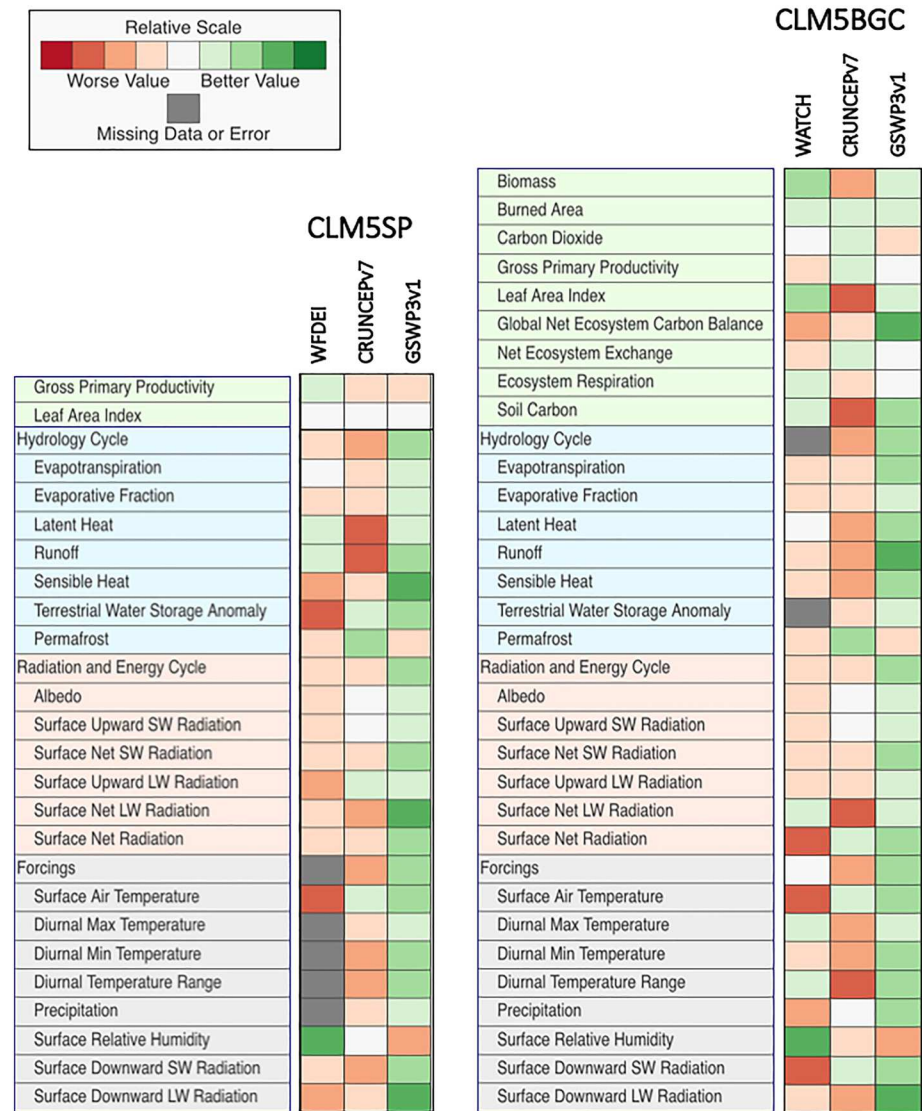 Relative Scale
Worse Value Better Value
Missing Data or Error
CLM5SP
WFDEI
CRUNCEPv7
GSWP3v1
Gross Primary Productivity
Leaf Area Index
Hydrology Cycle
Evapotranspiration
Evaporative Fraction
Latent Heat
Runoff
Sensible Heat
Terrestrial Water Storage Anomaly
Permafrost
Radiation and Energy Cycle
Albedo
Surface Upward SW Radiation
Surface Net SW Radiation
Surface Upward LW Radiation
Surface Net LW Radiation
Surface Net Radiation
Forcings
Surface Air Temperature
Diurnal Max Temperature
Diurnal Min Temperature
Diurnal Temperature Range
Precipitation
Surface Relative Humidity
Surface Downward SW Radiation
Surface Downward LW Radiation
CLM5BGC
WATCH
CRUNCEPv7
GSWP3v1
Biomass
Burned Area
Carbon Dioxide
Gross Primary Productivity
Leaf Area Index
Global Net Ecosystem Carbon Balance
Net Ecosystem Exchange
Ecosystem Respiration
Soil Carbon
Hydrology Cycle
Evapotranspiration
Evaporative Fraction
Latent Heat
Runoff
Sensible Heat
Terrestrial Water Storage Anomaly
Permafrost
Radiation and Energy Cycle
Albedo
Surface Upward SW Radiation
Surface Net SW Radiation
Surface Upward LW Radiation
Surface Net LW Radiation
Surface Net Radiation
Forcings
Surface Air Temperature
Diurnal Max Temperature
Diurnal Min Temperature
Diurnal Temperature Range
Precipitation
Surface Relative Humidity
Surface Downward SW Radiation
Surface Downward LW Radiation